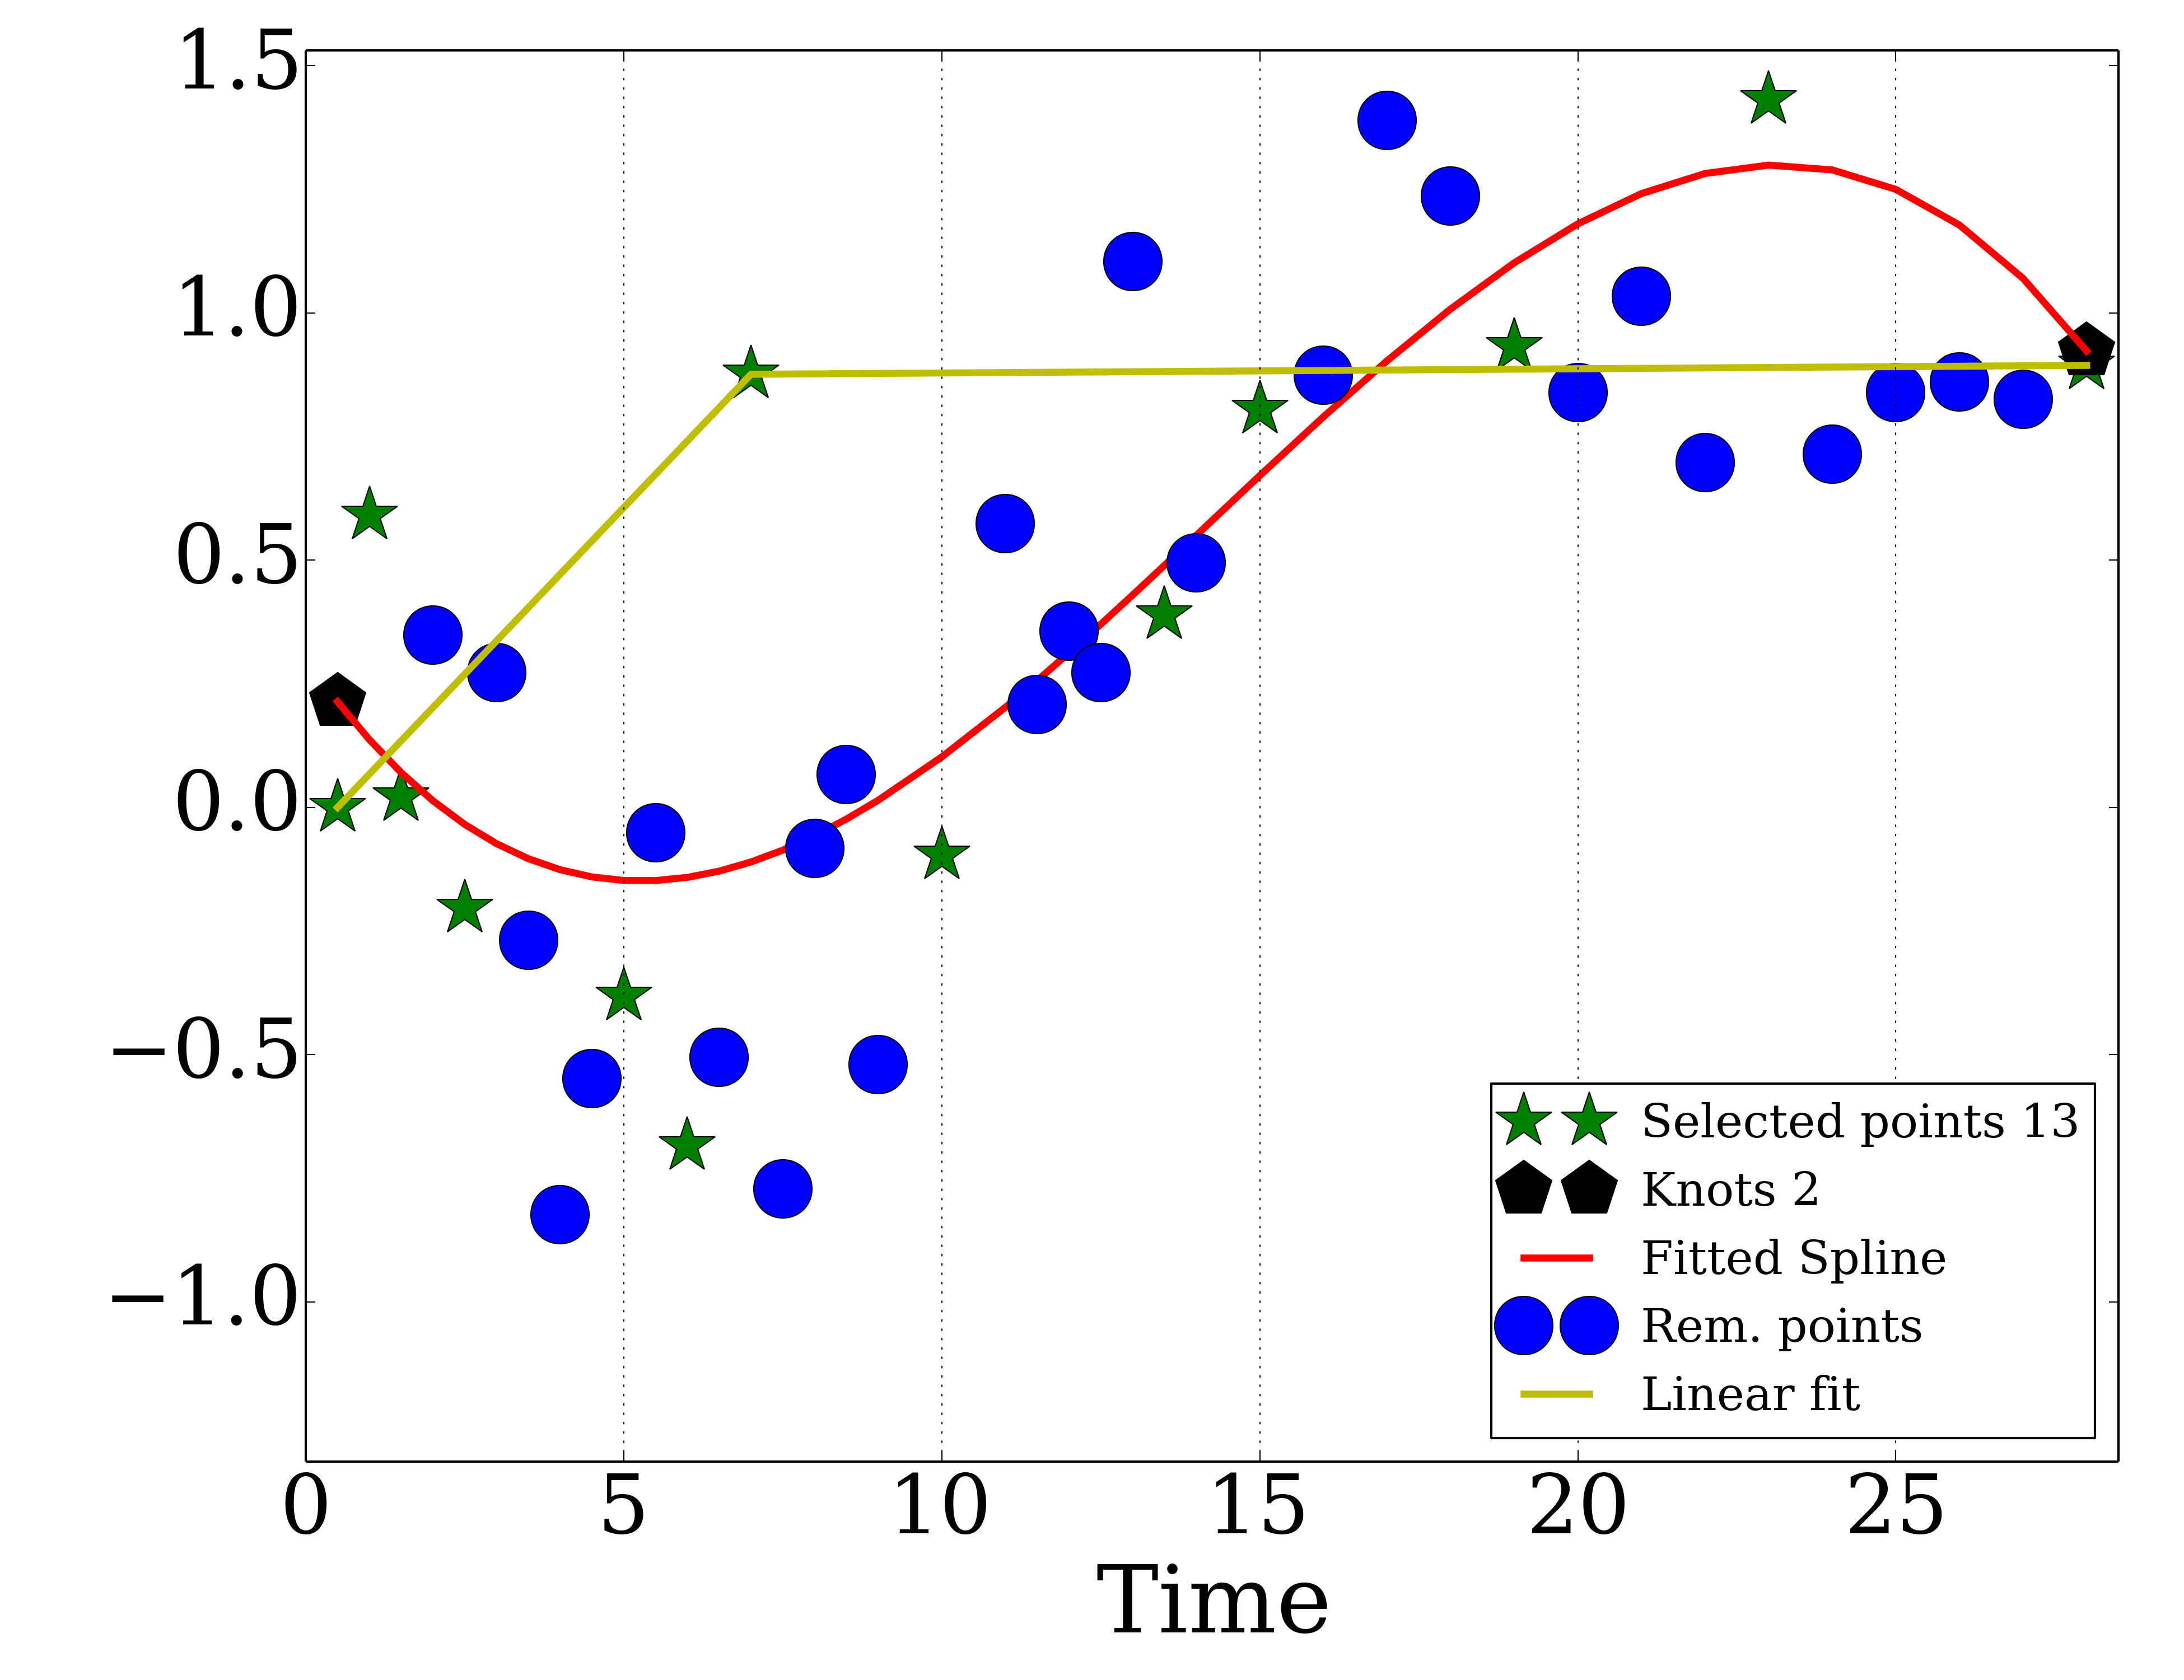 1.5
1.0
0.5
0.0
−0.5
−1.0
0 5 10 15 20 25
Time
Selected points 13
Knots 2
Fitted Spline
Rem. points
Linear fit